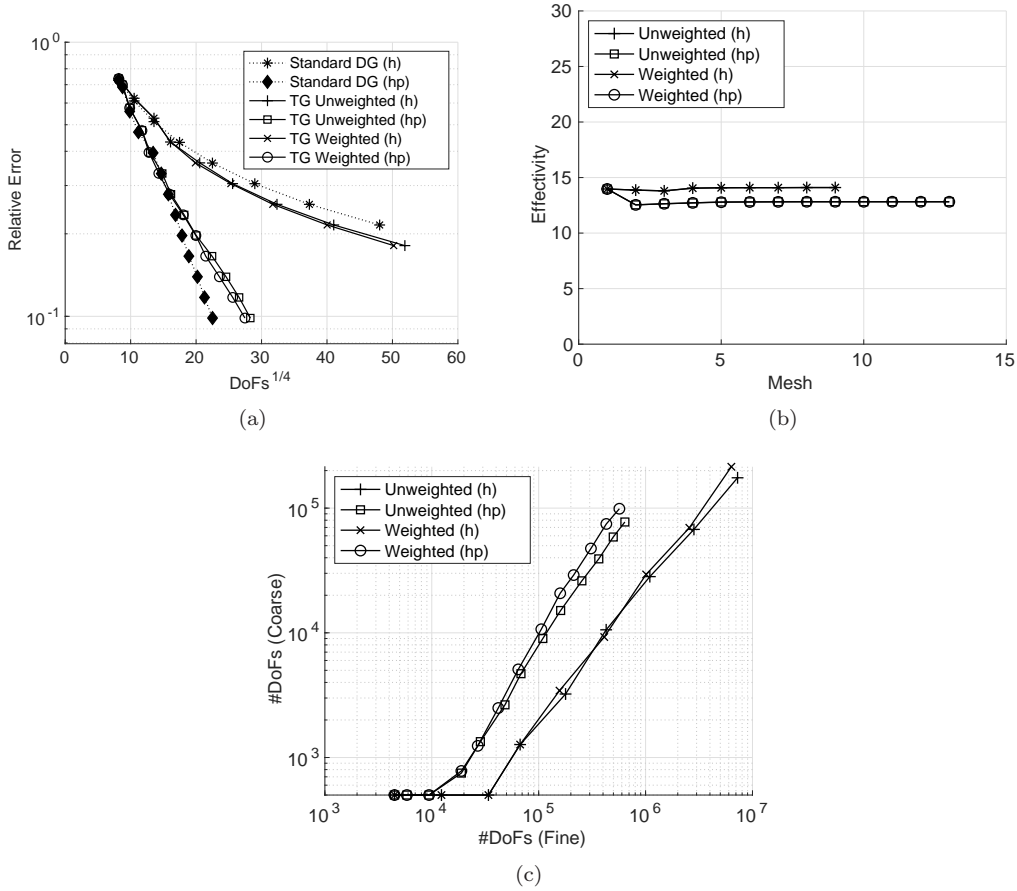 10^0
10^-1
Relative Error
0 10 20 30 40 50 60
DoFs^1/4
Standard DG (h)
Standard DG (hp)
TG Unweighted (h)
TG Unweighted (hp)
TG Weighted (h)
TG Weighted (hp)
(a)
30
25
20
15
10
5
0
Effectivity
0 5 10 15
Mesh
Unweighted (h)
Unweighted (hp)
Weighted (h)
Weighted (hp)
(b)
10^5
10^4
10^3
#DoFs (Coarse)
10^3 10^4 10^5 10^6 10^7
#DoFs (Fine)
Unweighted (h)
Unweighted (hp)
Weighted (h)
Weighted (hp)
(c)